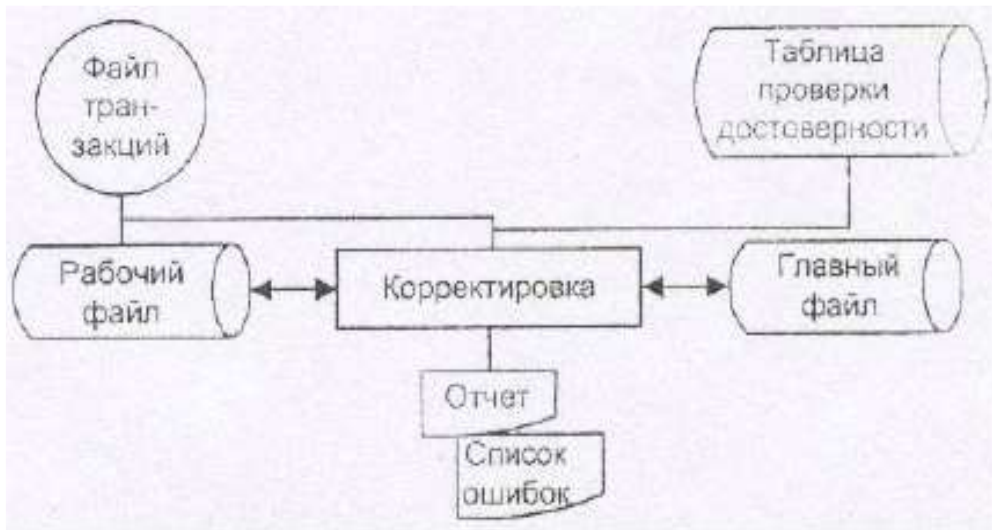 Файл
тран-
закций
Таблица
проверки
достоверности
Рабочий
файл
Корректировка
Главный
файл
Отчет
Список
ошибок